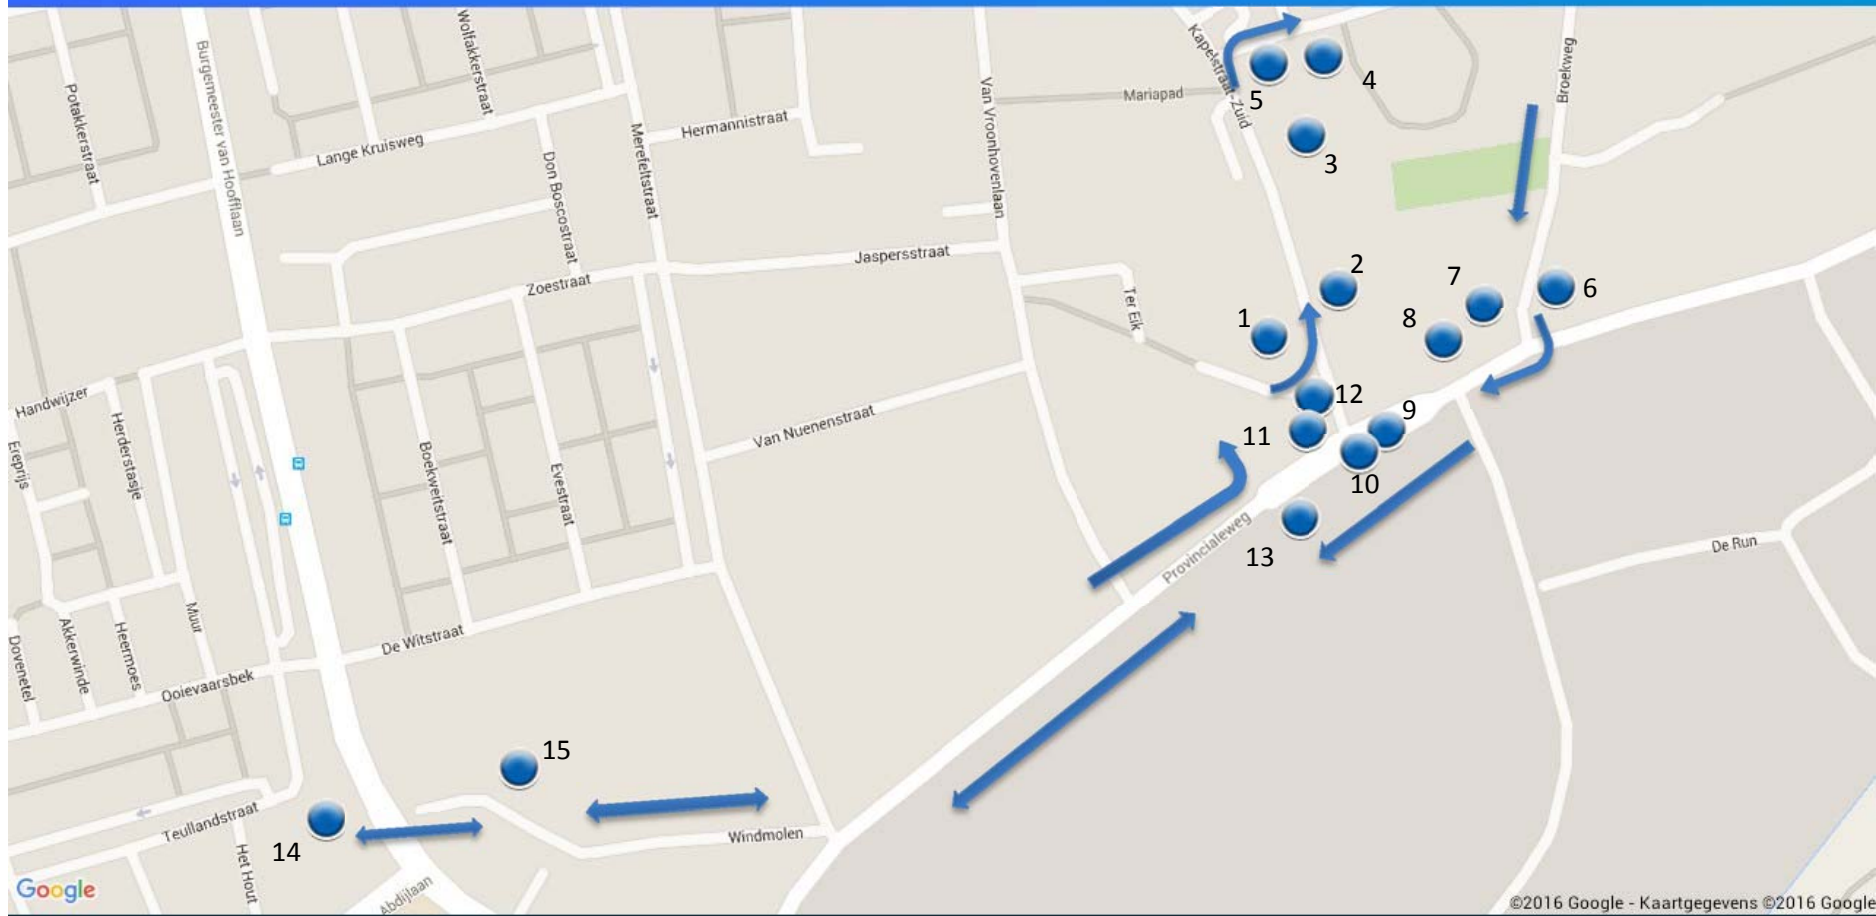 Burgemeester van Hoofflaan
Wolfakkerstraat
Potakkerstraat
Lange Kruisweg
Don Boscostraat
Merefeltstraat
Hermannistraat
Van Vroonhovenlaan
Mariapad
Kapelstraat-Zuid
Broekweg
5
4
3
Jaspersstraat
Zoestraat
Ter Eik
1
2
7
6
8
12
9
11
10
13
Handwijzer
Herderstasje
Ereprijs
Boekwertstraat
Evestraat
Van Nuenenstraat
Provincialeweg
De Run
Muur
Heermoes
Akkerwinde
Dovenetel
De Witstraat
Ooievaarsbek
15
14
Teullandstraat
Het Hout
Windmolen
Abdijlaan
Google
©2016 Google - Kaartgegevens ©2016 Google